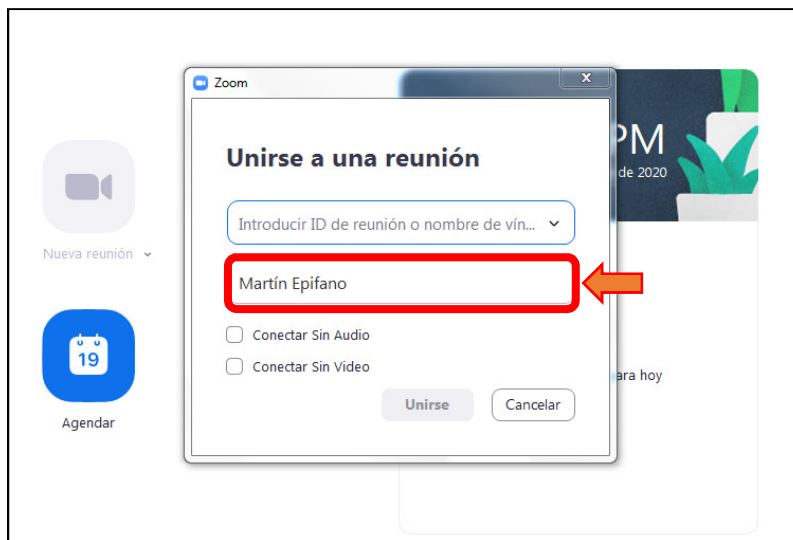 Zoom
Unirse a una reunión
PM
de 2020
Introducir ID de reunión o nombre de vín...
Nueva reunión
Martín Epifano
Conectar Sin Audio
19
Conectar Sin Video
ara hoy
Unirse
Cancelar
Agendar